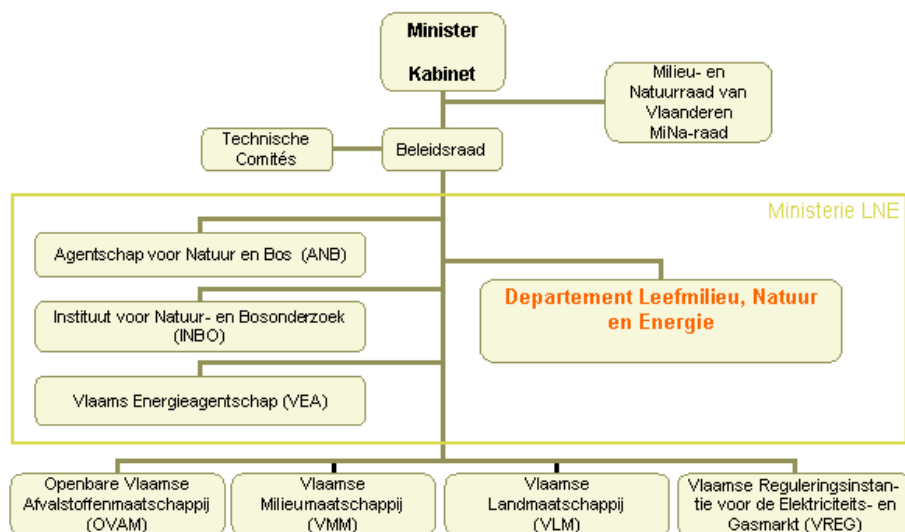 Minister
Kabinet
Milieu- en
Natuurraad van
Vlaanderen
MiNa-raad
Technische
Comités
Beleidsraad
Ministerie LNE
Agentschap voor Natuur en Bos (ANB)
Departement Leefmilieu, Natuur
en Energie
Instituut voor Natuur- en Bosonderzoek
(INBO)
Vlaams Energieagentschap (VEA)
Openbare Vlaamse
Afvalstoffenmaatschappij
(OVAM)
Vlaamse
Milieumaatschappij
(VMM)
Vlaamse
Landmaatschappij
(VLM)
Vlaamse Reguleringsinstan-
tie voor de Elektriciteits- en
Gasmarkt (VREG)